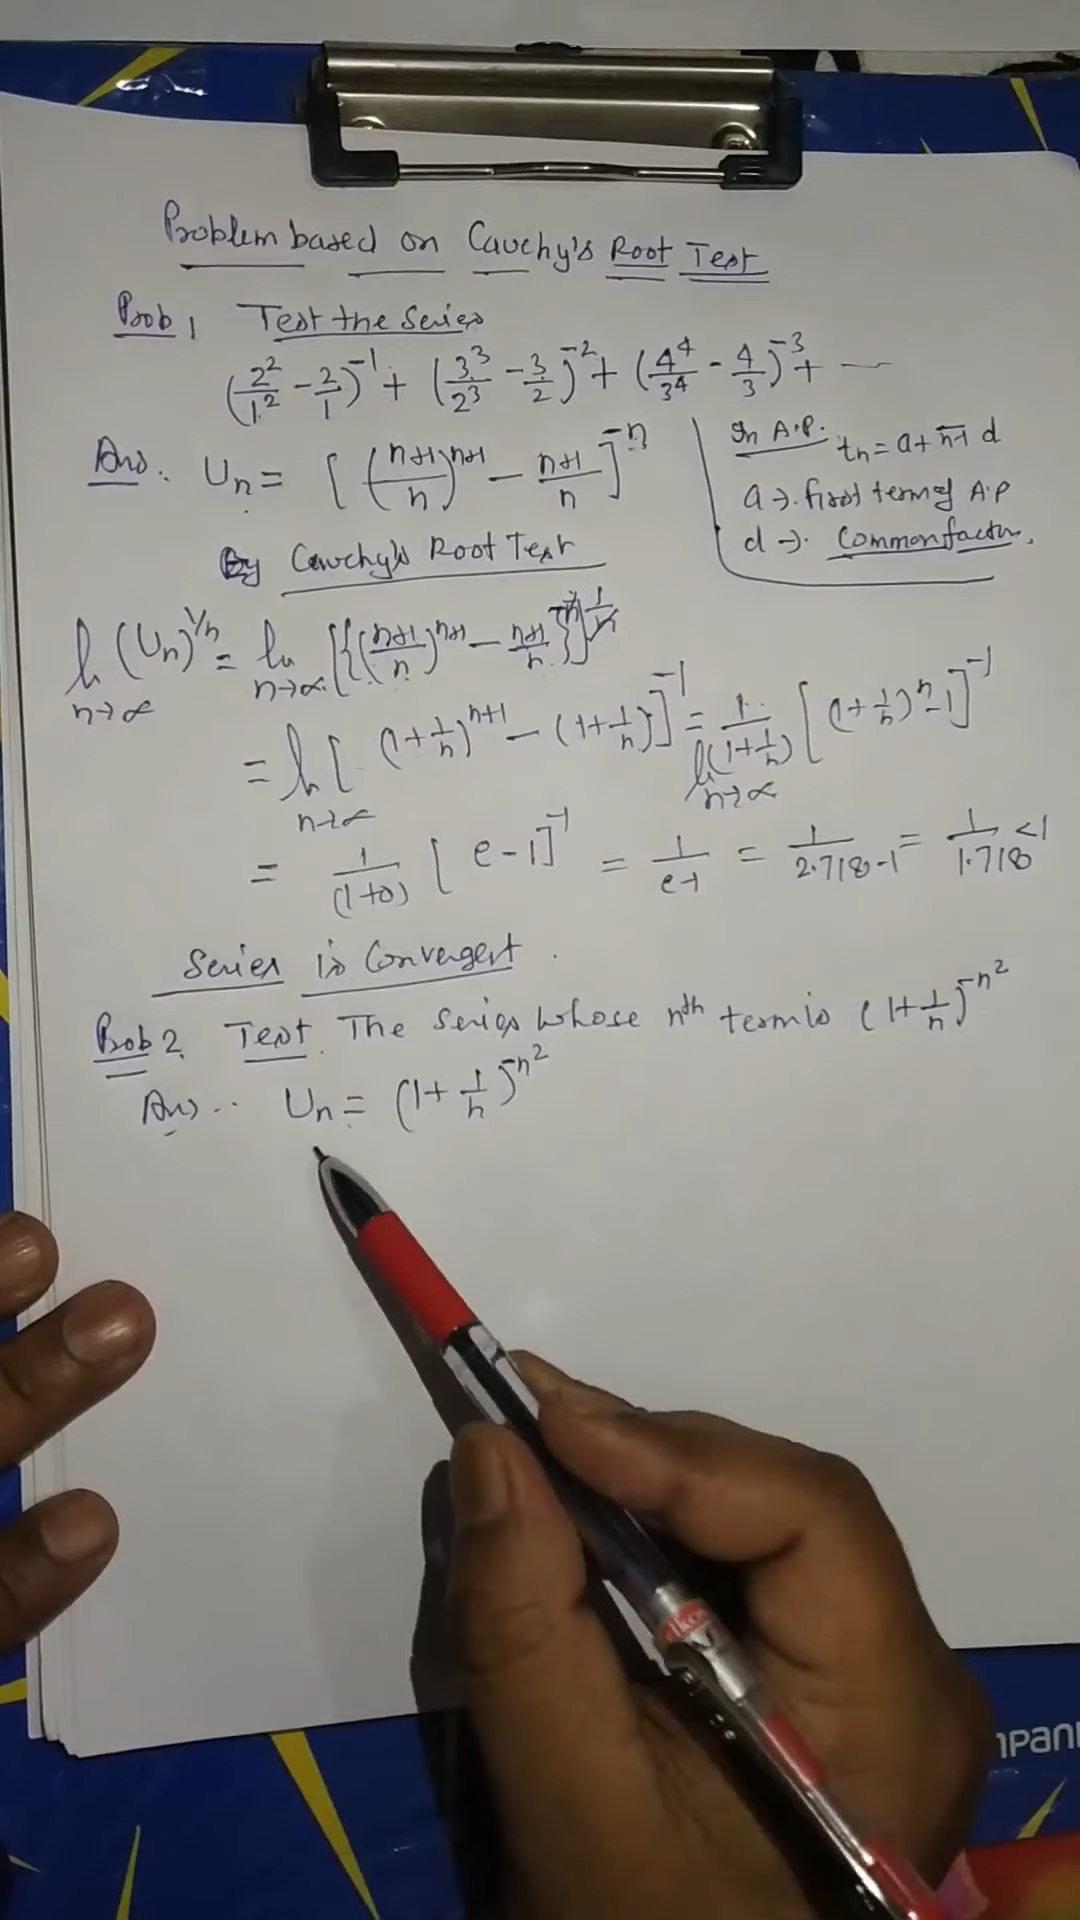 Problem based on Cauchy's Root Test
Prob 1 Test the Series
(2²/1² - 2/1)⁻¹ + (3³/2³ - 3/2)⁻² + (4⁴/3⁴ - 4/3)⁻³ + —
Ans. Uₙ = [((n+1)/n)ⁿ⁺¹ - (n+1)/n]⁻ⁿ
In A.P. tₙ = a + n-1 d
a → first term of A.P
d → Common factor.
By Cauchy's Root Test
lim n→∞ (Uₙ)^(1/n) = lim n→∞ [{((n+1)/n)ⁿ⁺¹ - (n+1)/n}⁻ⁿ]^(1/n)
= lim n→∞ [(1+1/n)ⁿ⁺¹ - (1+1/n)]⁻¹ = 1/(lim n→∞ (1+1/n)) [(1+1/n)ⁿ-1]⁻¹
= 1/(1+0) [e-1]⁻¹ = 1/(e-1) = 1/(2.718-1) = 1/1.718 <1
Series is Convergent.
Prob 2. Test. The series whose nth term is (1+1/n)^(-n²)
Ans.. Uₙ = (1+1/n)^(-n²)